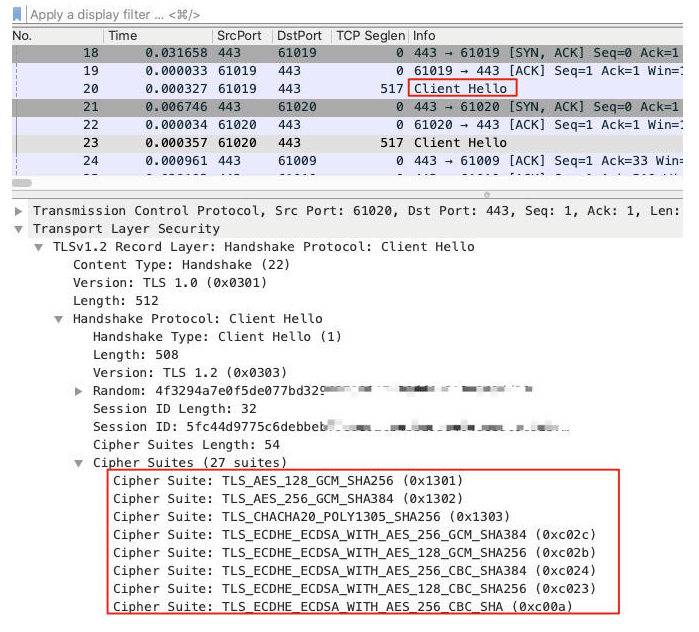 Apply a display filter ... <⌘/>
No. Time SrcPort DstPort TCP Seglen Info
18 0.031658 443 61019 0 443 → 61019 [SYN, ACK] Seq=0 Ack=1
19 0.000033 61019 443 0 61019 → 443 [ACK] Seq=1 Ack=1 Win=1
20 0.000327 61019 443 517 Client Hello
21 0.006746 443 61020 0 443 → 61020 [SYN, ACK] Seq=0 Ack=1
22 0.000034 61020 443 0 61020 → 443 [ACK] Seq=1 Ack=1 Win=1
23 0.000357 61020 443 517 Client Hello
24 0.000961 443 61009 0 443 → 61009 [ACK] Seq=1 Ack=33 Win=
Transmission Control Protocol, Src Port: 61020, Dst Port: 443, Seq: 1, Ack: 1, Len:
Transport Layer Security
TLSv1.2 Record Layer: Handshake Protocol: Client Hello
Content Type: Handshake (22)
Version: TLS 1.0 (0x0301)
Length: 512
Handshake Protocol: Client Hello
Handshake Type: Client Hello (1)
Length: 508
Version: TLS 1.2 (0x0303)
Random: 4f3294a7e0f5de077bd329
Session ID Length: 32
Session ID: 5fc44d9775c6debbeb
Cipher Suites Length: 54
Cipher Suites (27 suites)
Cipher Suite: TLS_AES_128_GCM_SHA256 (0x1301)
Cipher Suite: TLS_AES_256_GCM_SHA384 (0x1302)
Cipher Suite: TLS_CHACHA20_POLY1305_SHA256 (0x1303)
Cipher Suite: TLS_ECDHE_ECDSA_WITH_AES_256_GCM_SHA384 (0xc02c)
Cipher Suite: TLS_ECDHE_ECDSA_WITH_AES_128_GCM_SHA256 (0xc02b)
Cipher Suite: TLS_ECDHE_ECDSA_WITH_AES_256_CBC_SHA384 (0xc024)
Cipher Suite: TLS_ECDHE_ECDSA_WITH_AES_128_CBC_SHA256 (0xc023)
Cipher Suite: TLS_ECDHE_ECDSA_WITH_AES_256_CBC_SHA (0xc00a)